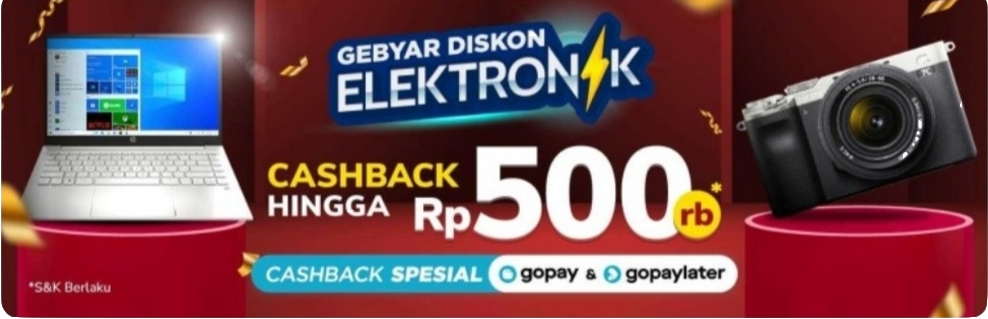 GEBYAR DISKON
ELEKTRONIK
CASHBACK
HINGGA
Rp500rb*
CASHBACK SPESIAL gopay & gopaylater
*S&K Berlaku